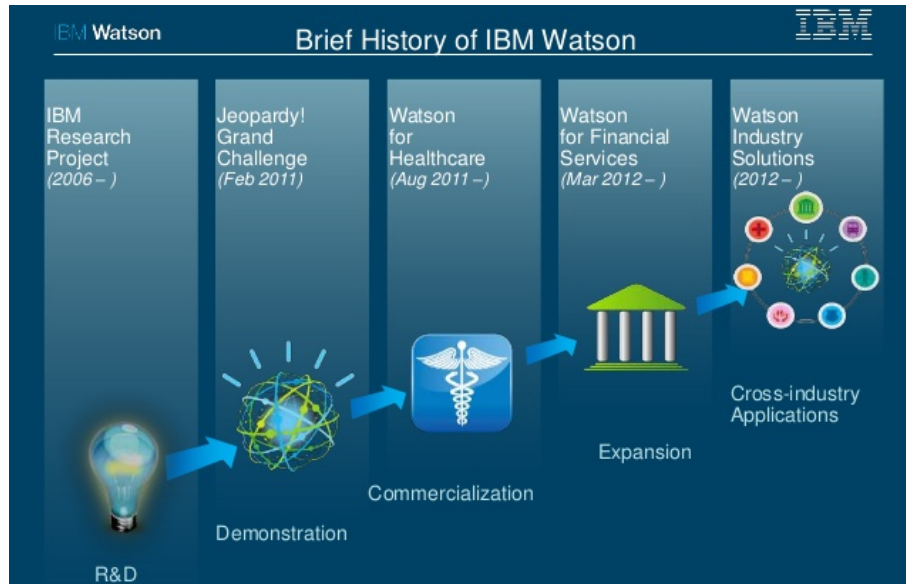 IBM Watson
Brief History of IBM Watson
IBM
IBM
Research
Project
(2006 – )
Jeopardy!
Grand
Challenge
(Feb 2011)
Watson
for
Healthcare
(Aug 2011 –)
Watson
for Financial
Services
(Mar 2012 – )
Watson
Industry
Solutions
(2012 – )
Cross-industry
Applications
Expansion
Commercialization
Demonstration
R&D